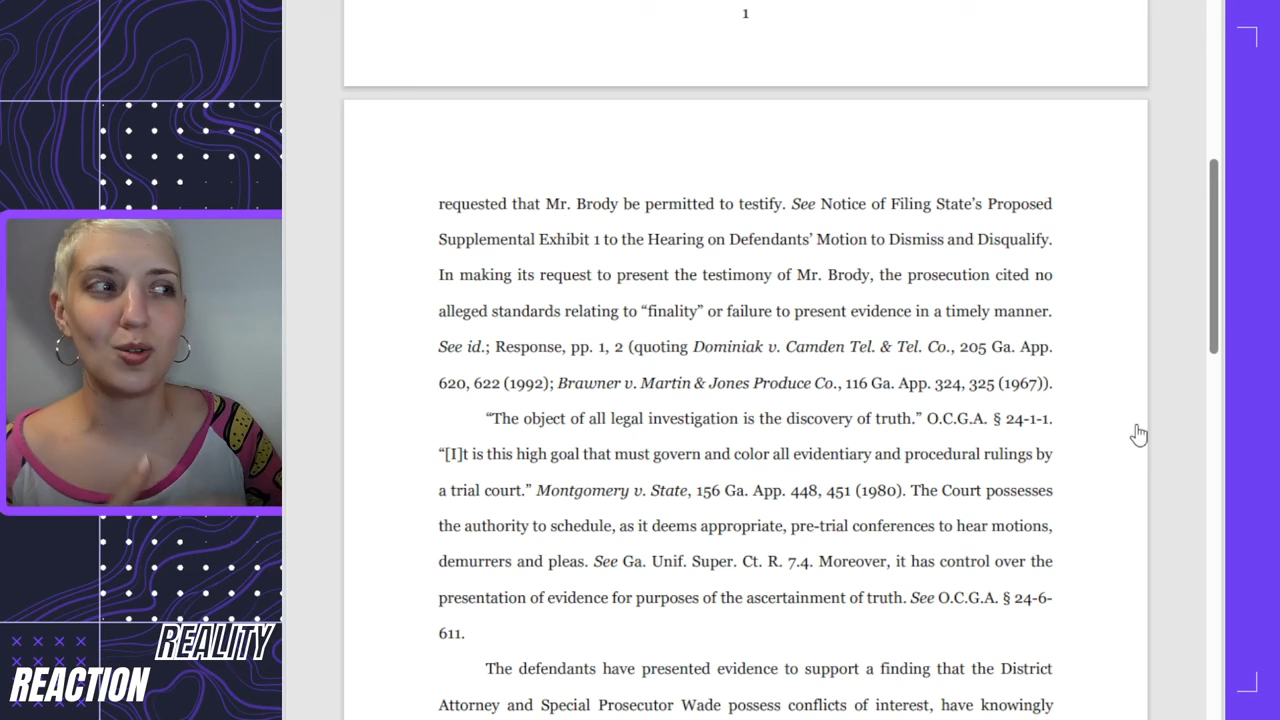 1
requested that Mr. Brody be permitted to testify. See Notice of Filing State’s Proposed
Supplemental Exhibit 1 to the Hearing on Defendants’ Motion to Dismiss and Disqualify.
In making its request to present the testimony of Mr. Brody, the prosecution cited no
alleged standards relating to “finality” or failure to present evidence in a timely manner.
See id.; Response, pp. 1, 2 (quoting Dominiak v. Camden Tel. & Tel. Co., 205 Ga. App.
620, 622 (1992); Brawner v. Martin & Jones Produce Co., 116 Ga. App. 324, 325 (1967)).
“The object of all legal investigation is the discovery of truth.” O.C.G.A. § 24-1-1.
“[I]t is this high goal that must govern and color all evidentiary and procedural rulings by
a trial court.” Montgomery v. State, 156 Ga. App. 448, 451 (1980). The Court possesses
the authority to schedule, as it deems appropriate, pre-trial conferences to hear motions,
demurrers and pleas. See Ga. Unif. Super. Ct. R. 7.4. Moreover, it has control over the
presentation of evidence for purposes of the ascertainment of truth. See O.C.G.A. § 24-6-
611.
The defendants have presented evidence to support a finding that the District
Attorney and Special Prosecutor Wade possess conflicts of interest, have knowingly
REALITY
REACTION